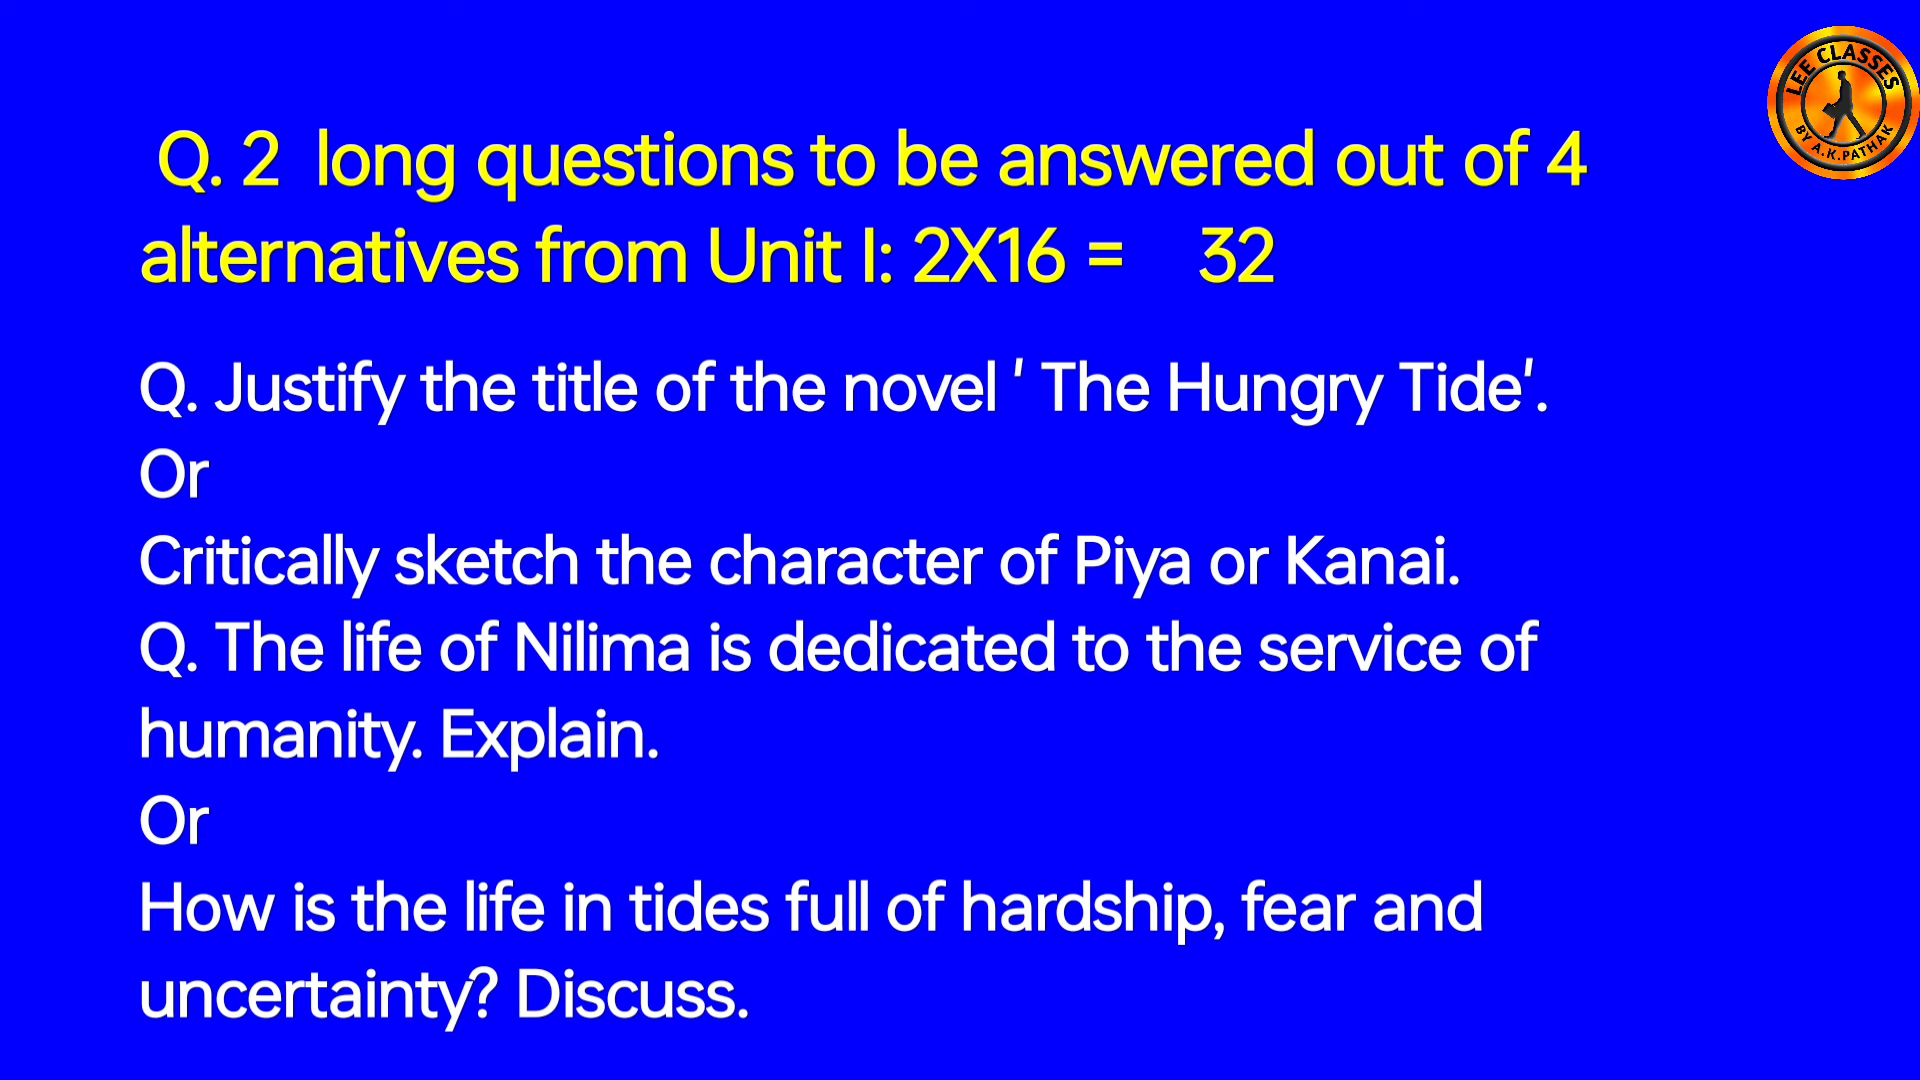 Q. 2 long questions to be answered out of 4
alternatives from Unit I: 2X16 = 32
Q. Justify the title of the novel ' The Hungry Tide'.
Or
Critically sketch the character of Piya or Kanai.
Q. The life of Nilima is dedicated to the service of
humanity. Explain.
Or
How is the life in tides full of hardship, fear and
uncertainty? Discuss.
LEE CLASSES
BY A.K.PATHAK